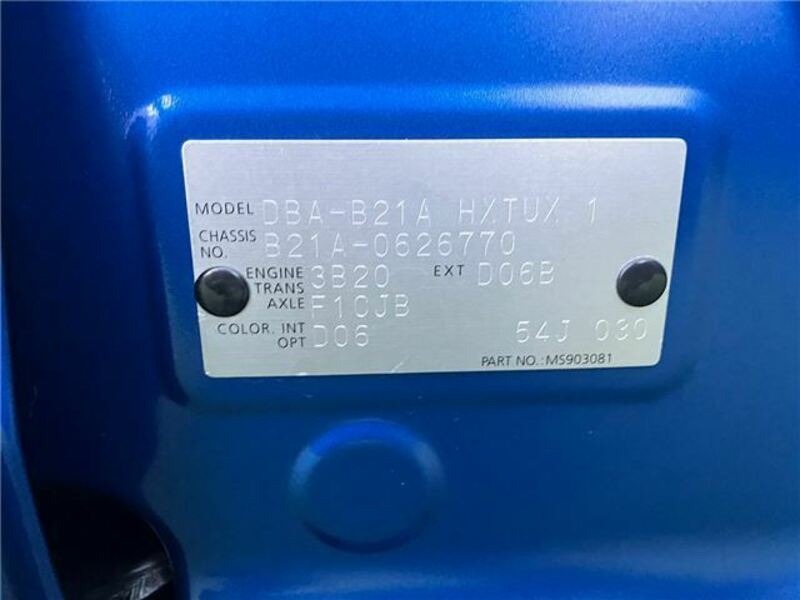 MODEL DBA-B21A HXTUX 1
CHASSIS NO. B21A-0626770
ENGINE 3B20 EXT D06B
TRANS AXLE F1CJB
COLOR. INT OPT D06 54J 030
PART NO.:MS903081